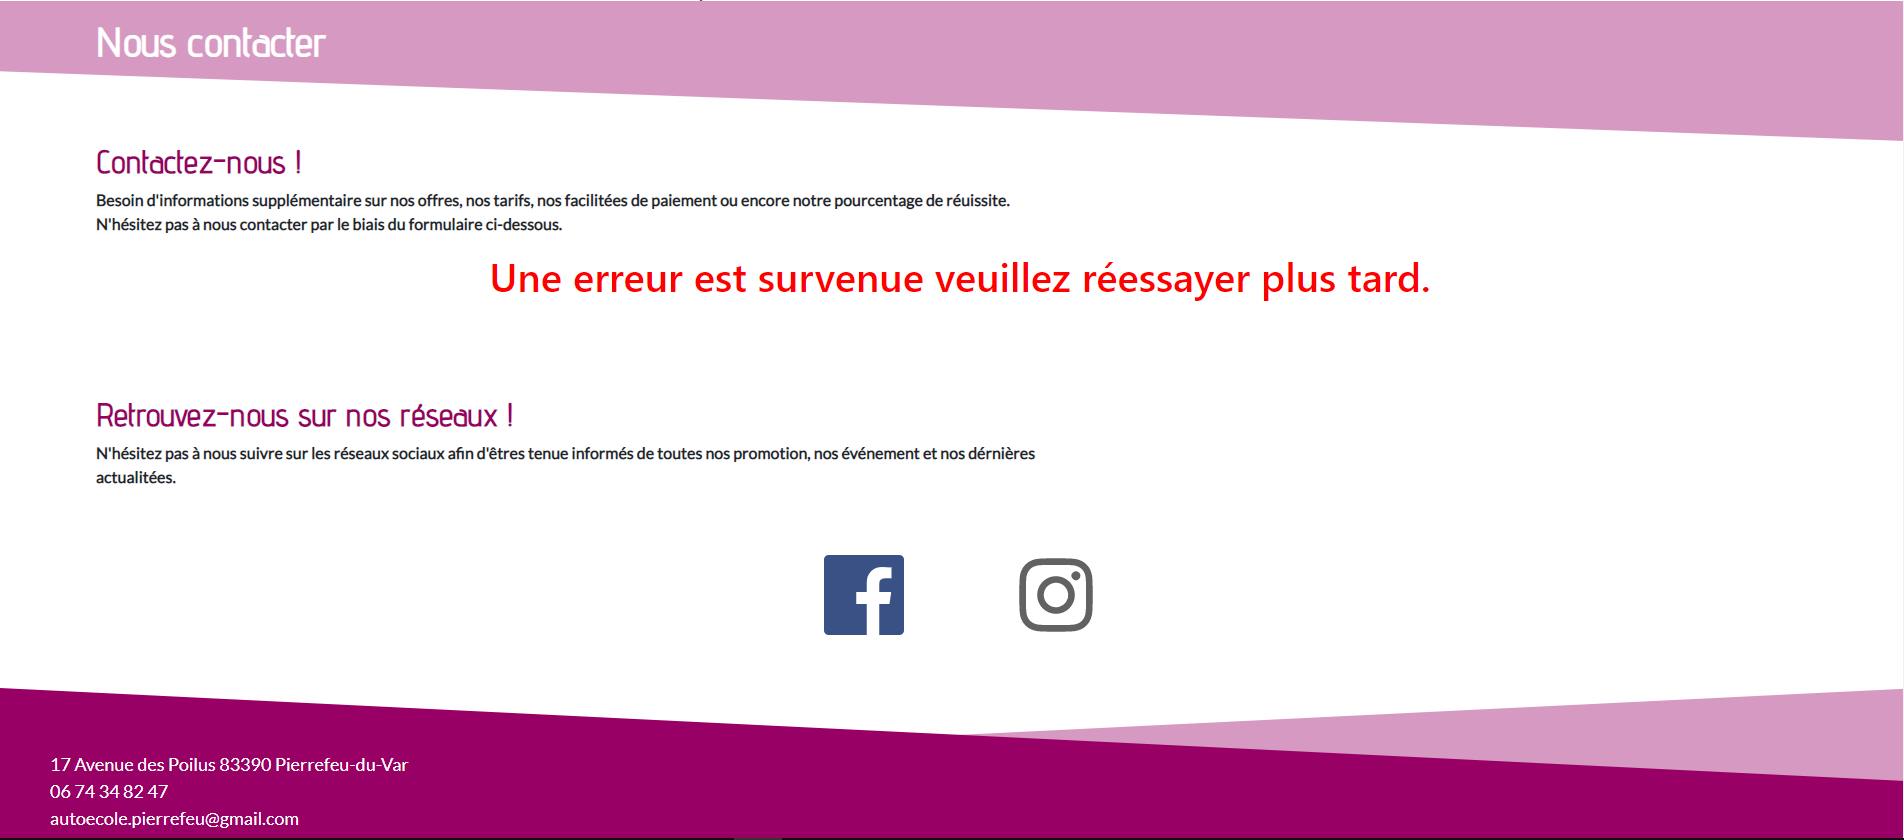 Nous contacter
Contactez-nous !
Besoin d'informations supplémentaire sur nos offres, nos tarifs, nos facilitées de paiement ou encore notre pourcentage de réuissite.
N'hésitez pas à nous contacter par le biais du formulaire ci-dessous.
Une erreur est survenue veuillez réessayer plus tard.
Retrouvez-nous sur nos réseaux !
N'hésitez pas à nous suivre sur les réseaux sociaux afin d'êtres tenue informés de toutes nos promotion, nos événement et nos dérnières
actualitées.
17 Avenue des Poilus 83390 Pierrefeu-du-Var
06 74 34 82 47
autoecole.pierrefeu@gmail.com